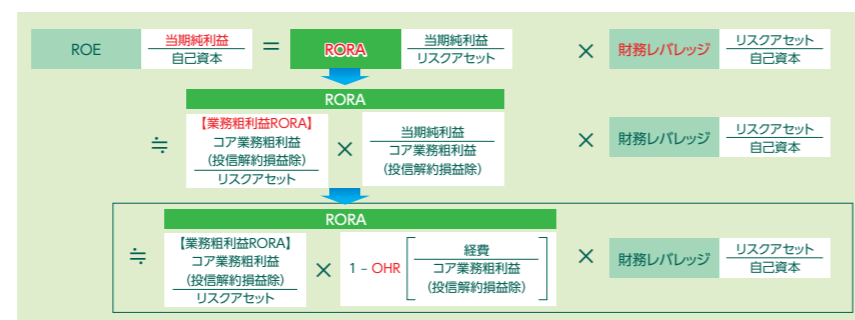 ROE 当期純利益 = RORA 当期純利益 × 財務レバレッジ リスクアセット
自己資本 リスクアセット 自己資本
RORA
≒ 【業務粗利益RORA】
コア業務粗利益
(投信解約損益除)
リスクアセット
×
当期純利益
コア業務粗利益
(投信解約損益除)
× 財務レバレッジ リスクアセット
自己資本
RORA
≒ 【業務粗利益RORA】
コア業務粗利益
(投信解約損益除)
リスクアセット
× 1 - OHR
経費
コア業務粗利益
(投信解約損益除)
× 財務レバレッジ リスクアセット
自己資本